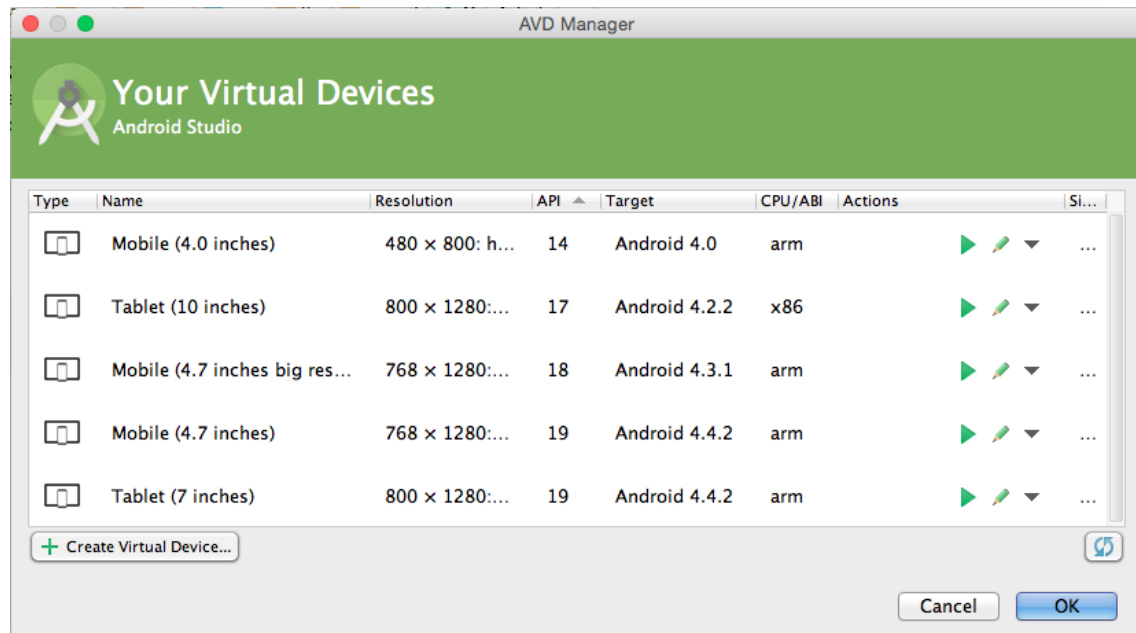 AVD Manager
Your Virtual Devices
Android Studio
Type Name Resolution API Target CPU/ABI Actions Si...
Mobile (4.0 inches) 480 × 800: h... 14 Android 4.0 arm ...
Tablet (10 inches) 800 × 1280:... 17 Android 4.2.2 x86 ...
Mobile (4.7 inches big res... 768 × 1280:... 18 Android 4.3.1 arm ...
Mobile (4.7 inches) 768 × 1280:... 19 Android 4.4.2 arm ...
Tablet (7 inches) 800 × 1280:... 19 Android 4.4.2 arm ...
Create Virtual Device...
Cancel OK